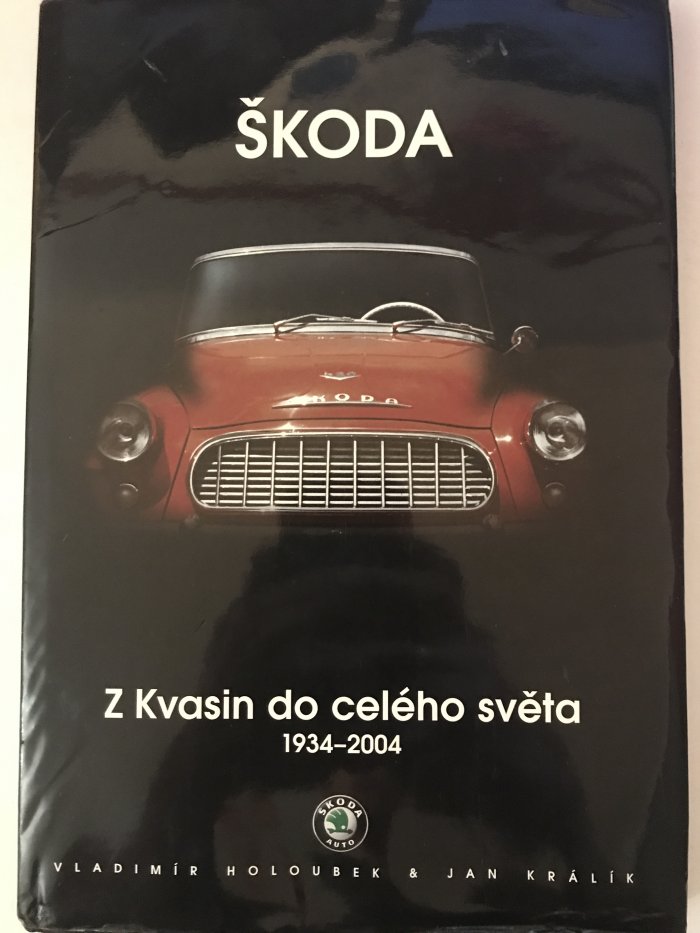 ŠKODA
ŠKODA
Z Kvasin do celého světa
1934–2004
ŠKODA
AUTO
VLADIMÍR HOLOUBEK & JAN KRÁLÍK